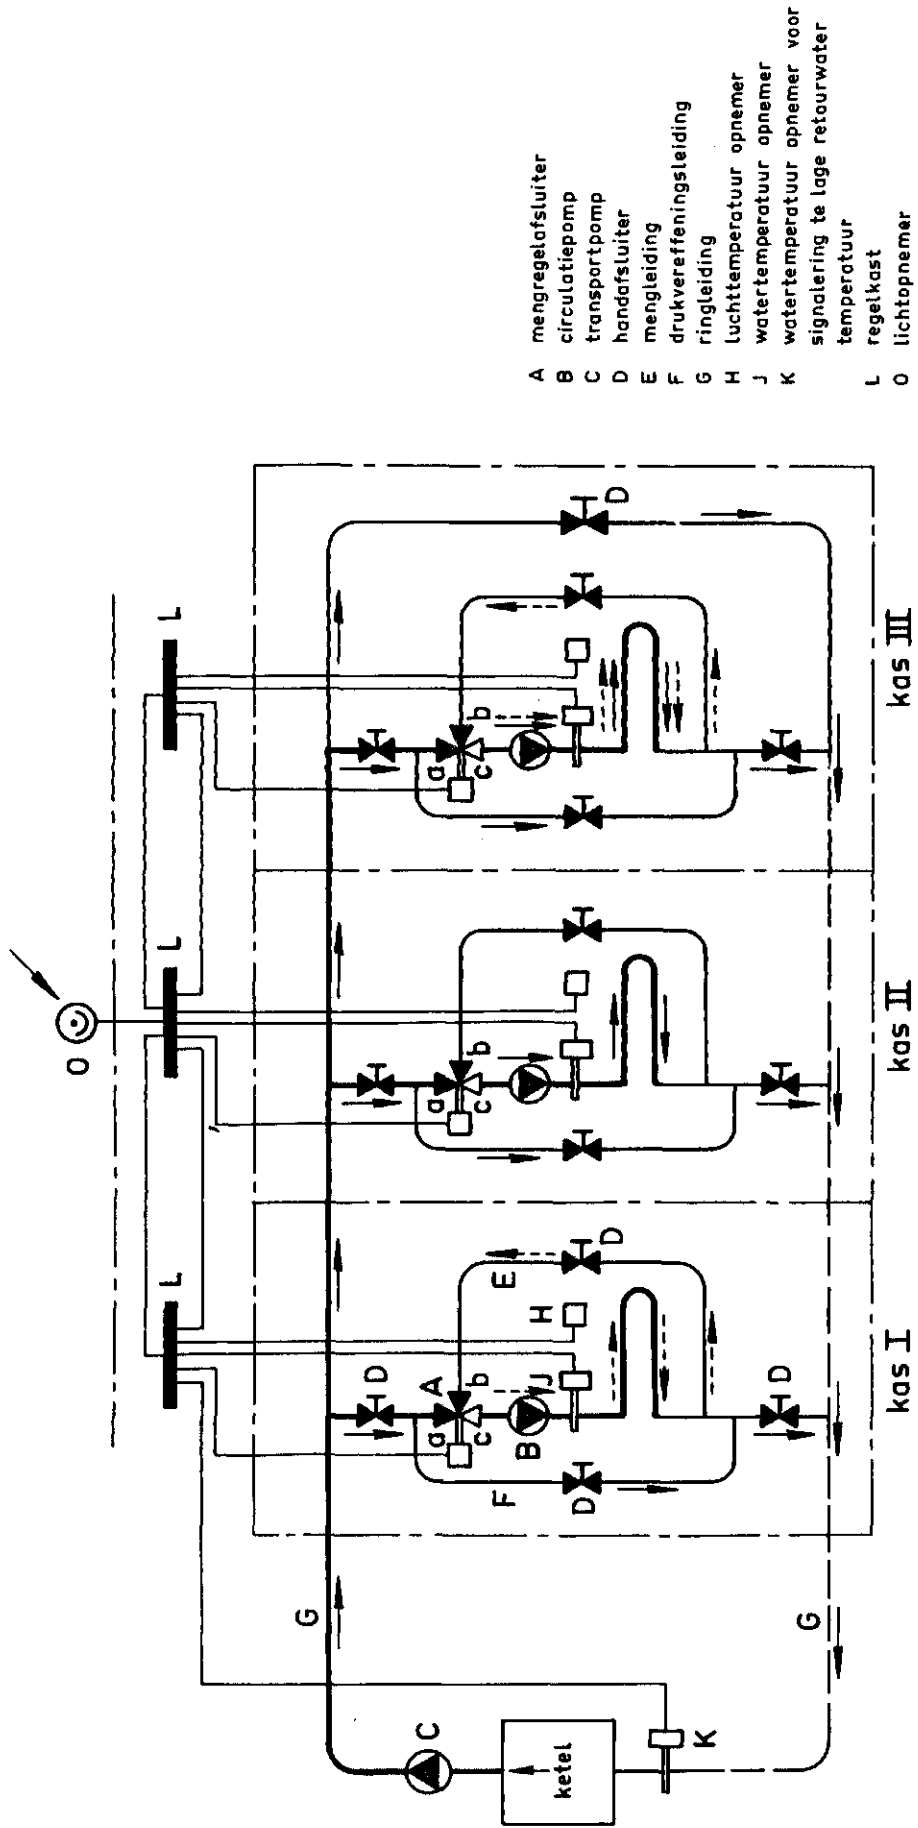 O
L
L
L
G
D
A
a
b
c
B
J
H
E
D
F
D
D
a
b
c
a
b
c
D
C
ketel
K
G
kas I
kas II
kas III
A mengregelafsluiter
B circulatiepomp
C transportpomp
D handafsluiter
E mengleiding
F drukvereffeningsleiding
G ringleiding
H luchttemperatuur opnemer
J watertemperatuur opnemer
K watertemperatuur opnemer voor
signalering te lage retourwater
temperatuur
L regelkast
O lichtopnemer